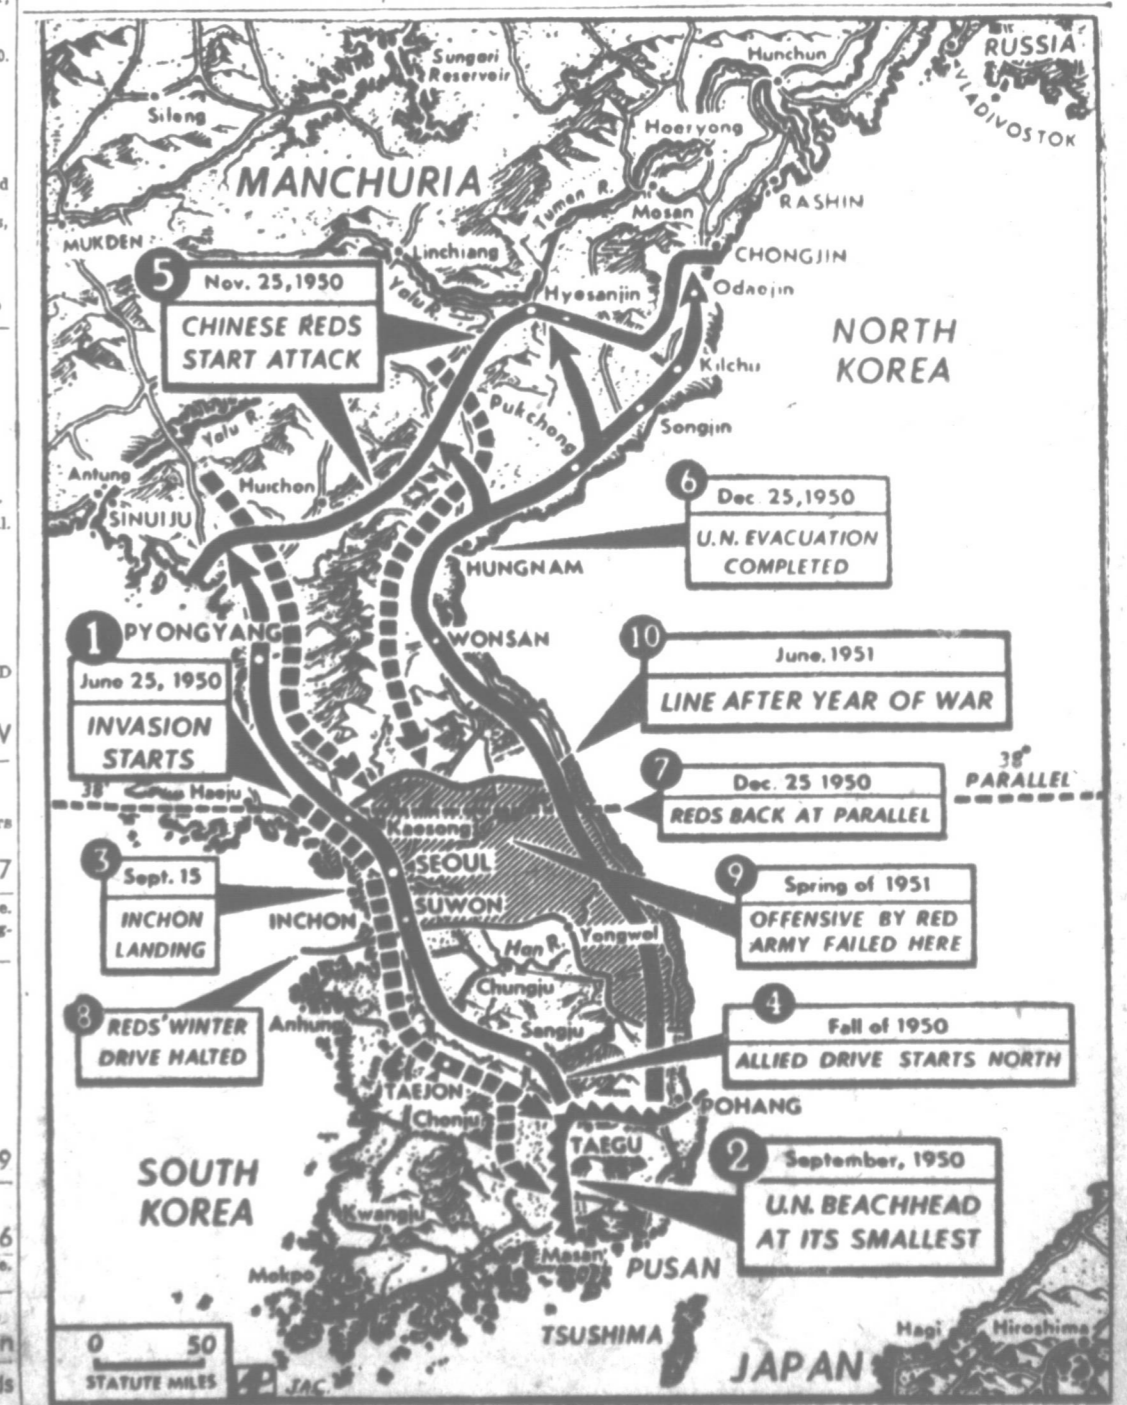 RUSSIA
VLADIVOSTOK
Hunchun
Sungari
Reservoir
Hoeryong
MANCHURIA
Tumen R.
Mosan
RASHIN
MUKDEN
Linchiang
CHONGJIN
5
Nov. 25, 1950
CHINESE REDS
START ATTACK
Yalu R.
Hyesanjin
Odaejin
NORTH
KOREA
Kilchu
Pukchong
Songjin
Yalu R.
Antung
Huichon
SINUIJU
6
Dec. 25, 1950
U.N. EVACUATION
COMPLETED
HUNGNAM
1
PYONGYANG
June 25, 1950
INVASION
STARTS
WONSAN
10
June, 1951
LINE AFTER YEAR OF WAR
7
Dec. 25 1950
REDS BACK AT PARALLEL
38°
PARALLEL
38°
Haeju
Kaesong
SEOUL
SUWON
3
Sept. 15
INCHON
LANDING
INCHON
9
Spring of 1951
OFFENSIVE BY RED
ARMY FAILED HERE
Yongwol
Han R.
Chungju
Sangju
8
REDS' WINTER
DRIVE HALTED
Anhung
4
Fall of 1950
ALLIED DRIVE STARTS NORTH
TAEJON
Chonju
POHANG
TAEGU
2
September, 1950
U.N. BEACHHEAD
AT ITS SMALLEST
SOUTH
KOREA
Kwangju
Masan
PUSAN
Mokpo
TSUSHIMA
Hagi
Hiroshima
JAPAN
0 50
STATUTE MILES
AP
JAC.